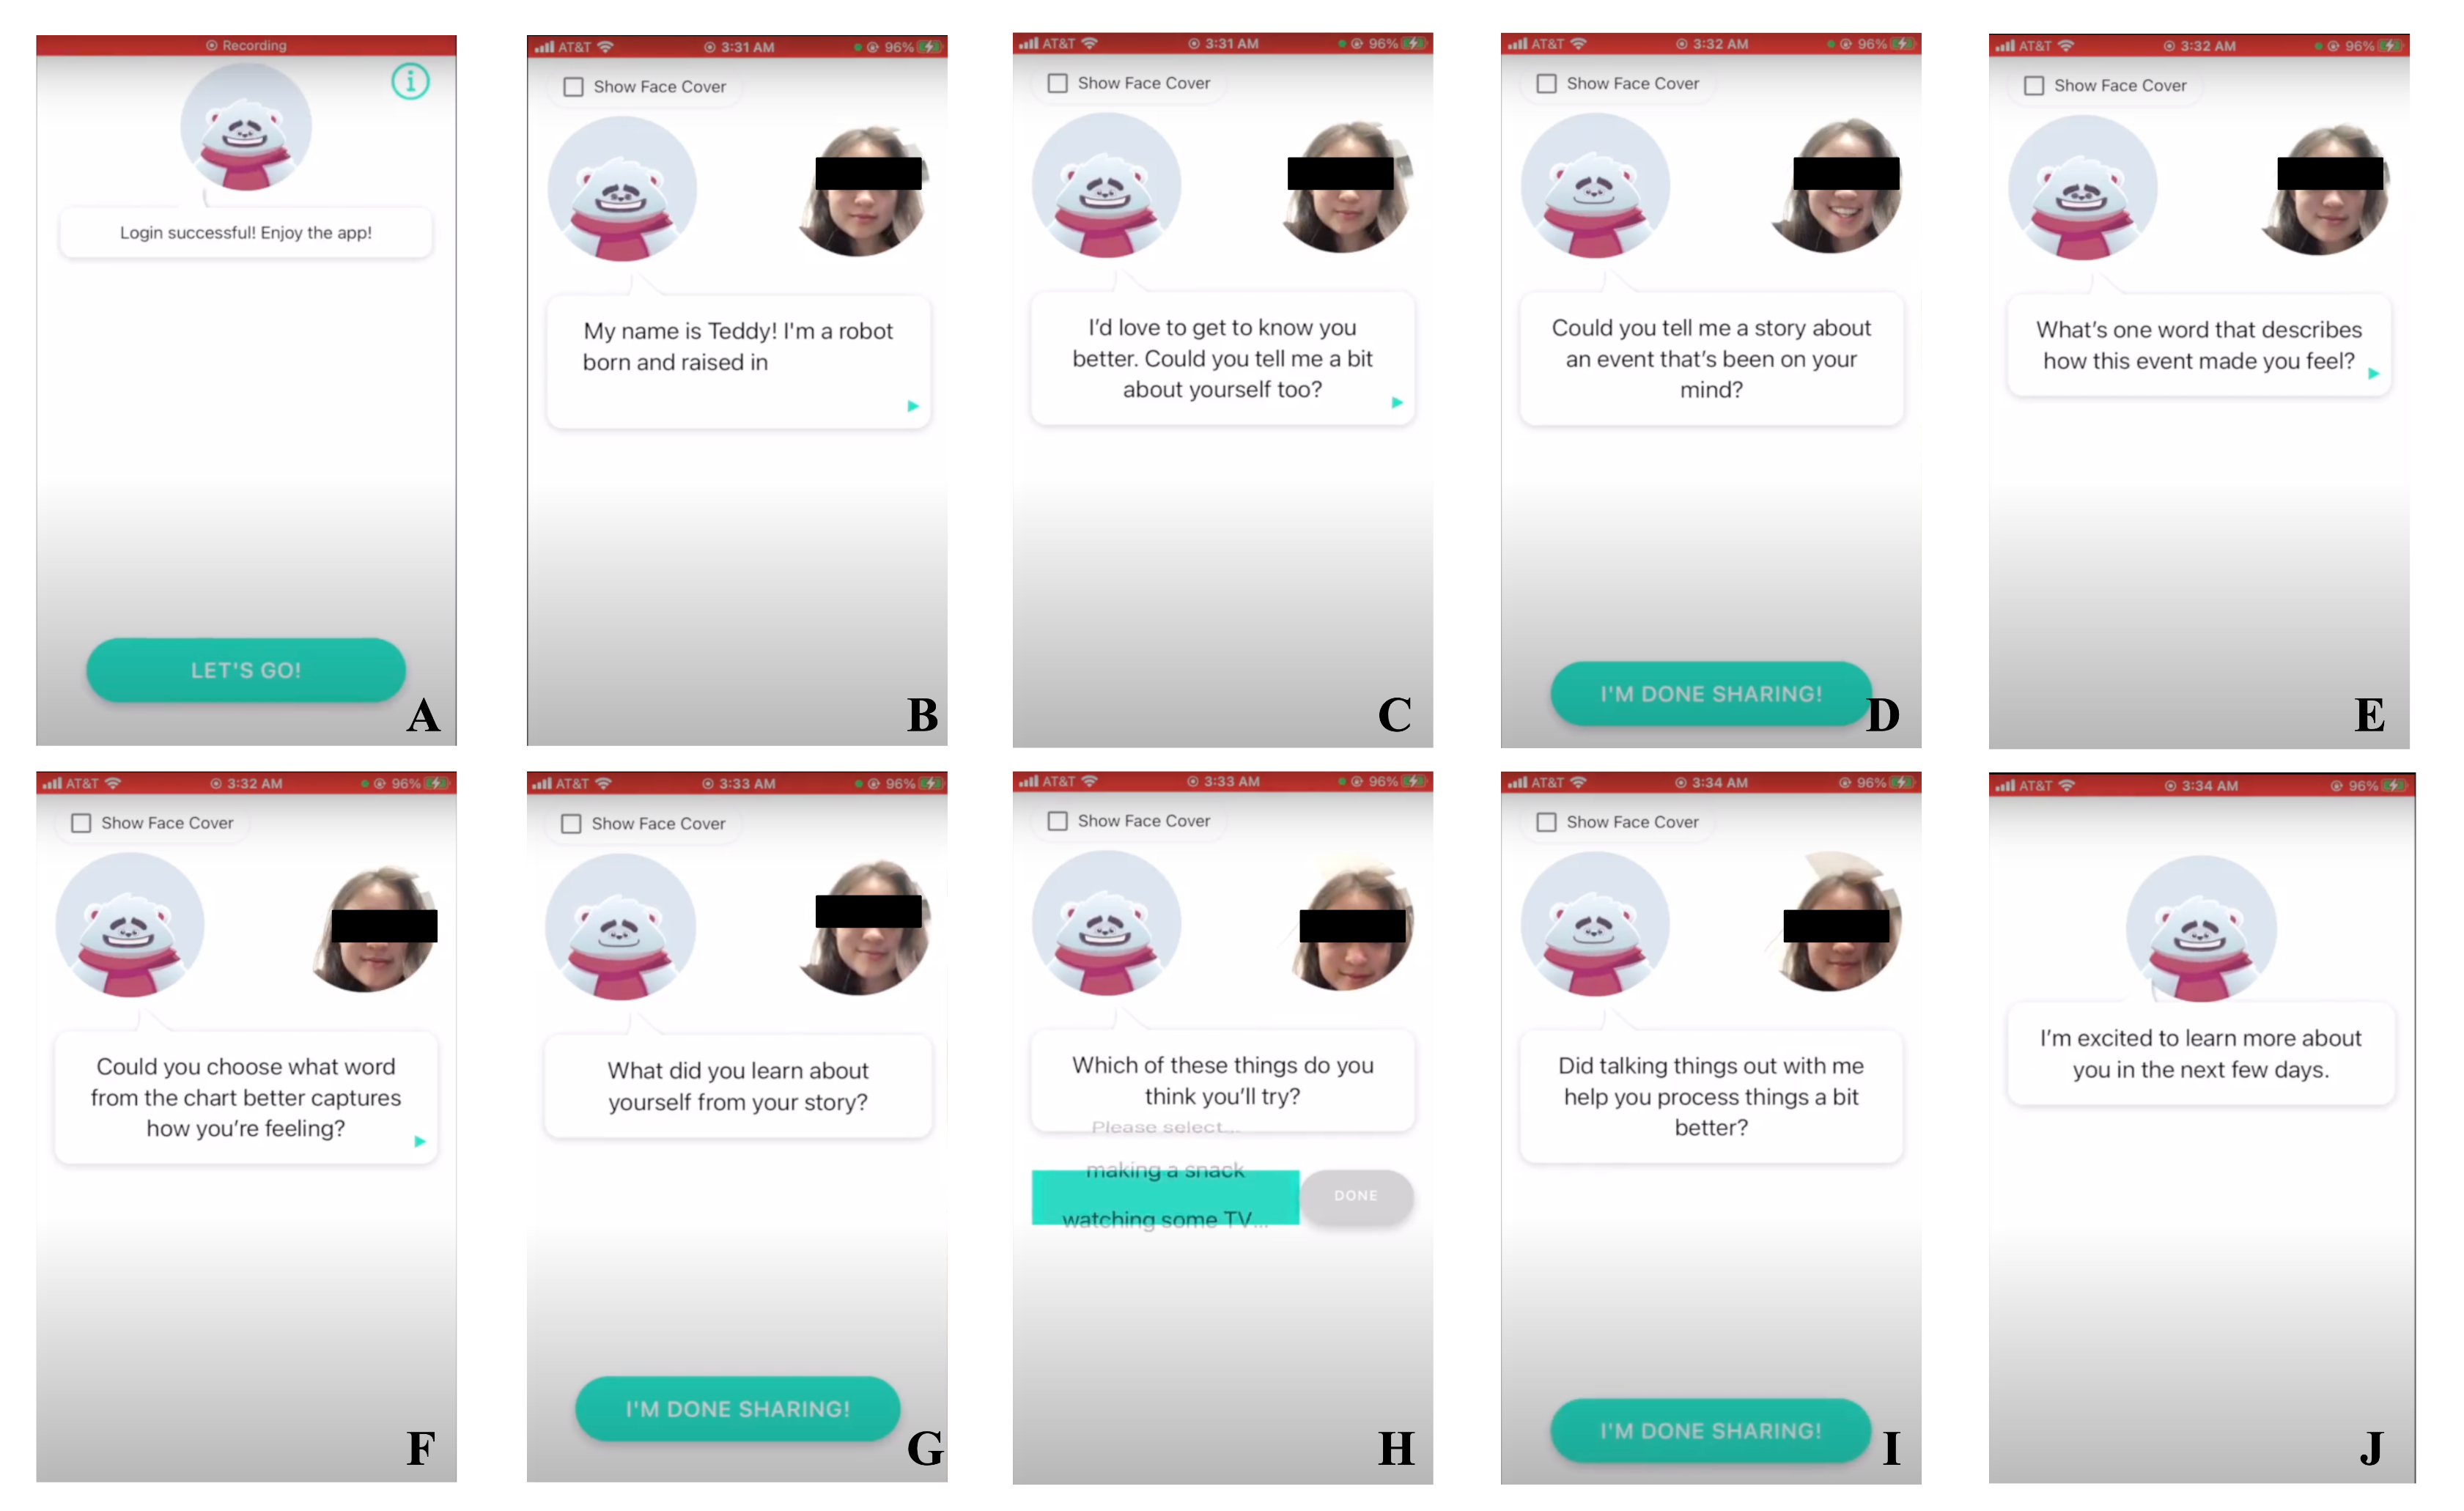 Recording
Login successful! Enjoy the app!
LET'S GO!
A
AT&T 3:31 AM 96%
Show Face Cover
My name is Teddy! I'm a robot
born and raised in
B
AT&T 3:31 AM 96%
Show Face Cover
I'd love to get to know you
better. Could you tell me a bit
about yourself too?
C
AT&T 3:32 AM 96%
Show Face Cover
Could you tell me a story about
an event that's been on your
mind?
I'M DONE SHARING!
D
AT&T 3:32 AM 96%
Show Face Cover
What's one word that describes
how this event made you feel?
E
AT&T 3:32 AM 96%
Show Face Cover
Could you choose what word
from the chart better captures
how you're feeling?
F
AT&T 3:33 AM 96%
Show Face Cover
What did you learn about
yourself from your story?
I'M DONE SHARING!
G
AT&T 3:33 AM 96%
Show Face Cover
Which of these things do you
think you'll try?
Please select...
making a snack
DONE
watching some TV...
H
AT&T 3:34 AM 96%
Show Face Cover
Did talking things out with me
help you process things a bit
better?
I'M DONE SHARING!
I
AT&T 3:34 AM 96%
I'm excited to learn more about
you in the next few days.
J